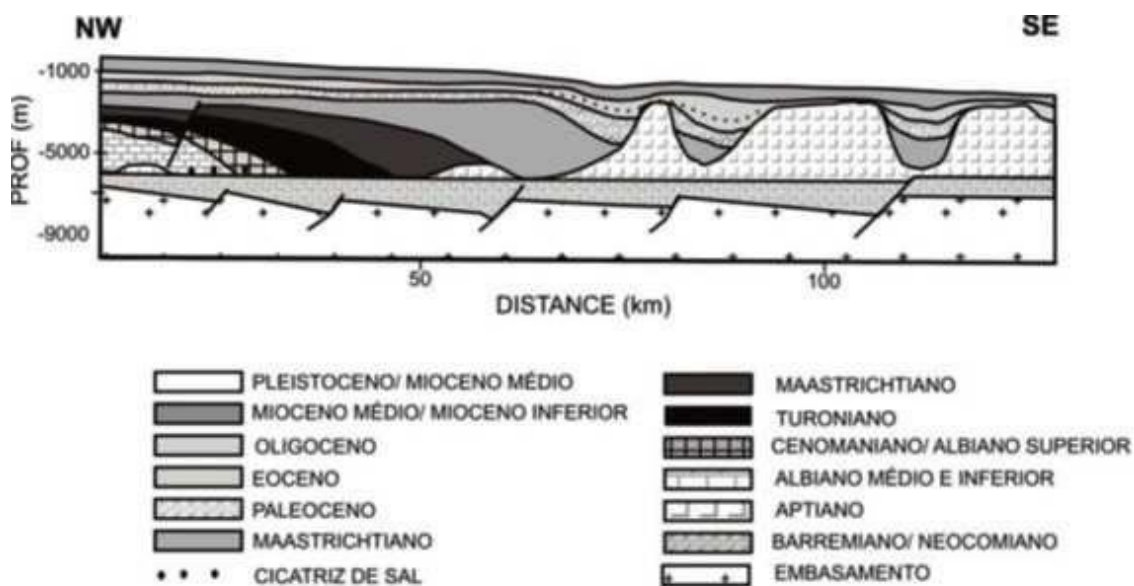 NW
SE
PROF (m)
-1000
-5000
-9000
50
100
DISTANCE (km)
PLEISTOCENO/ MIOCENO MÉDIO
MIOCENO MÉDIO/ MIOCENO INFERIOR
OLIGOCENO
EOCENO
PALEOCENO
MAASTRICHTIANO
CICATRIZ DE SAL
MAASTRICHTIANO
TURONIANO
CENOMANIANO/ ALBIANO SUPERIOR
ALBIANO MÉDIO E INFERIOR
APTIANO
BARREMIANO/ NEOCOMIANO
EMBASAMENTO